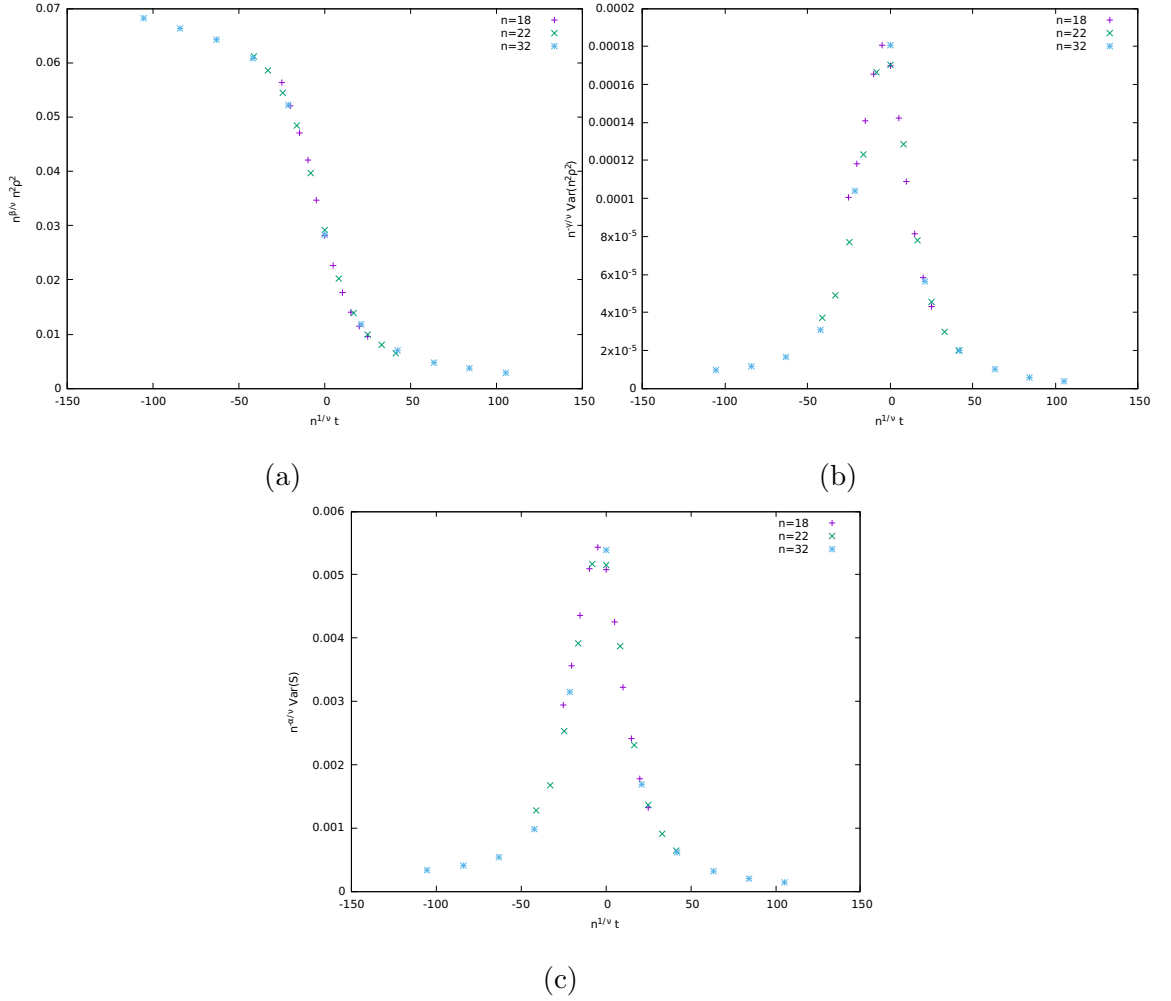 0.07
0.06
0.05
0.04
0.03
0.02
0.01
0
-150 -100 -50 0 50 100 150
n^β/ν n²ρ²
n^1/ν t
n=18
n=22
n=32
(a)
0.0002
0.00018
0.00016
0.00014
0.00012
0.0001
8x10⁻⁵
6x10⁻⁵
4x10⁻⁵
2x10⁻⁵
0
-150 -100 -50 0 50 100 150
n^-γ/ν Var(n²ρ²)
n^1/ν t
n=18
n=22
n=32
(b)
0.006
0.005
0.004
0.003
0.002
0.001
0
-150 -100 -50 0 50 100 150
n^-α/ν Var(S)
n^1/ν t
n=18
n=22
n=32
(c)